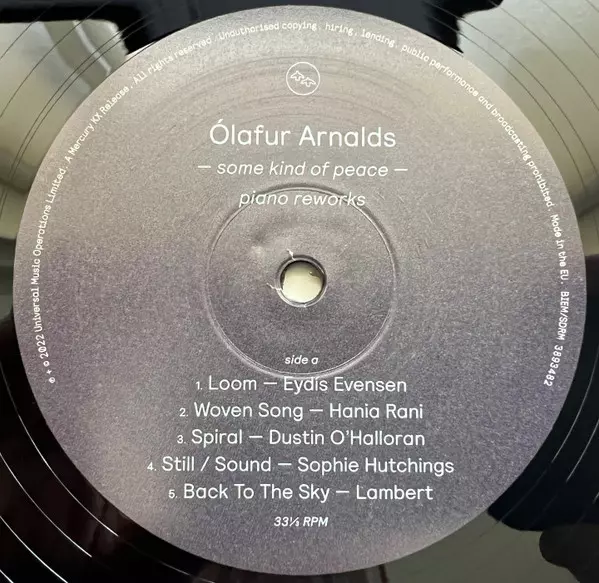 ℗ + © 2022 Universal Music Operations Limited. A Mercury KX Release. All rights reserved. Unauthorised copying, hiring, lending, public performance and broadcasting prohibited. Made in the EU. BIEM/SDRM 3893482
Ólafur Arnalds
— some kind of peace —
piano reworks
side a
1. Loom — Eydís Evensen
2. Woven Song — Hania Rani
3. Spiral — Dustin O'Halloran
4. Still / Sound — Sophie Hutchings
5. Back To The Sky — Lambert
33⅓ RPM